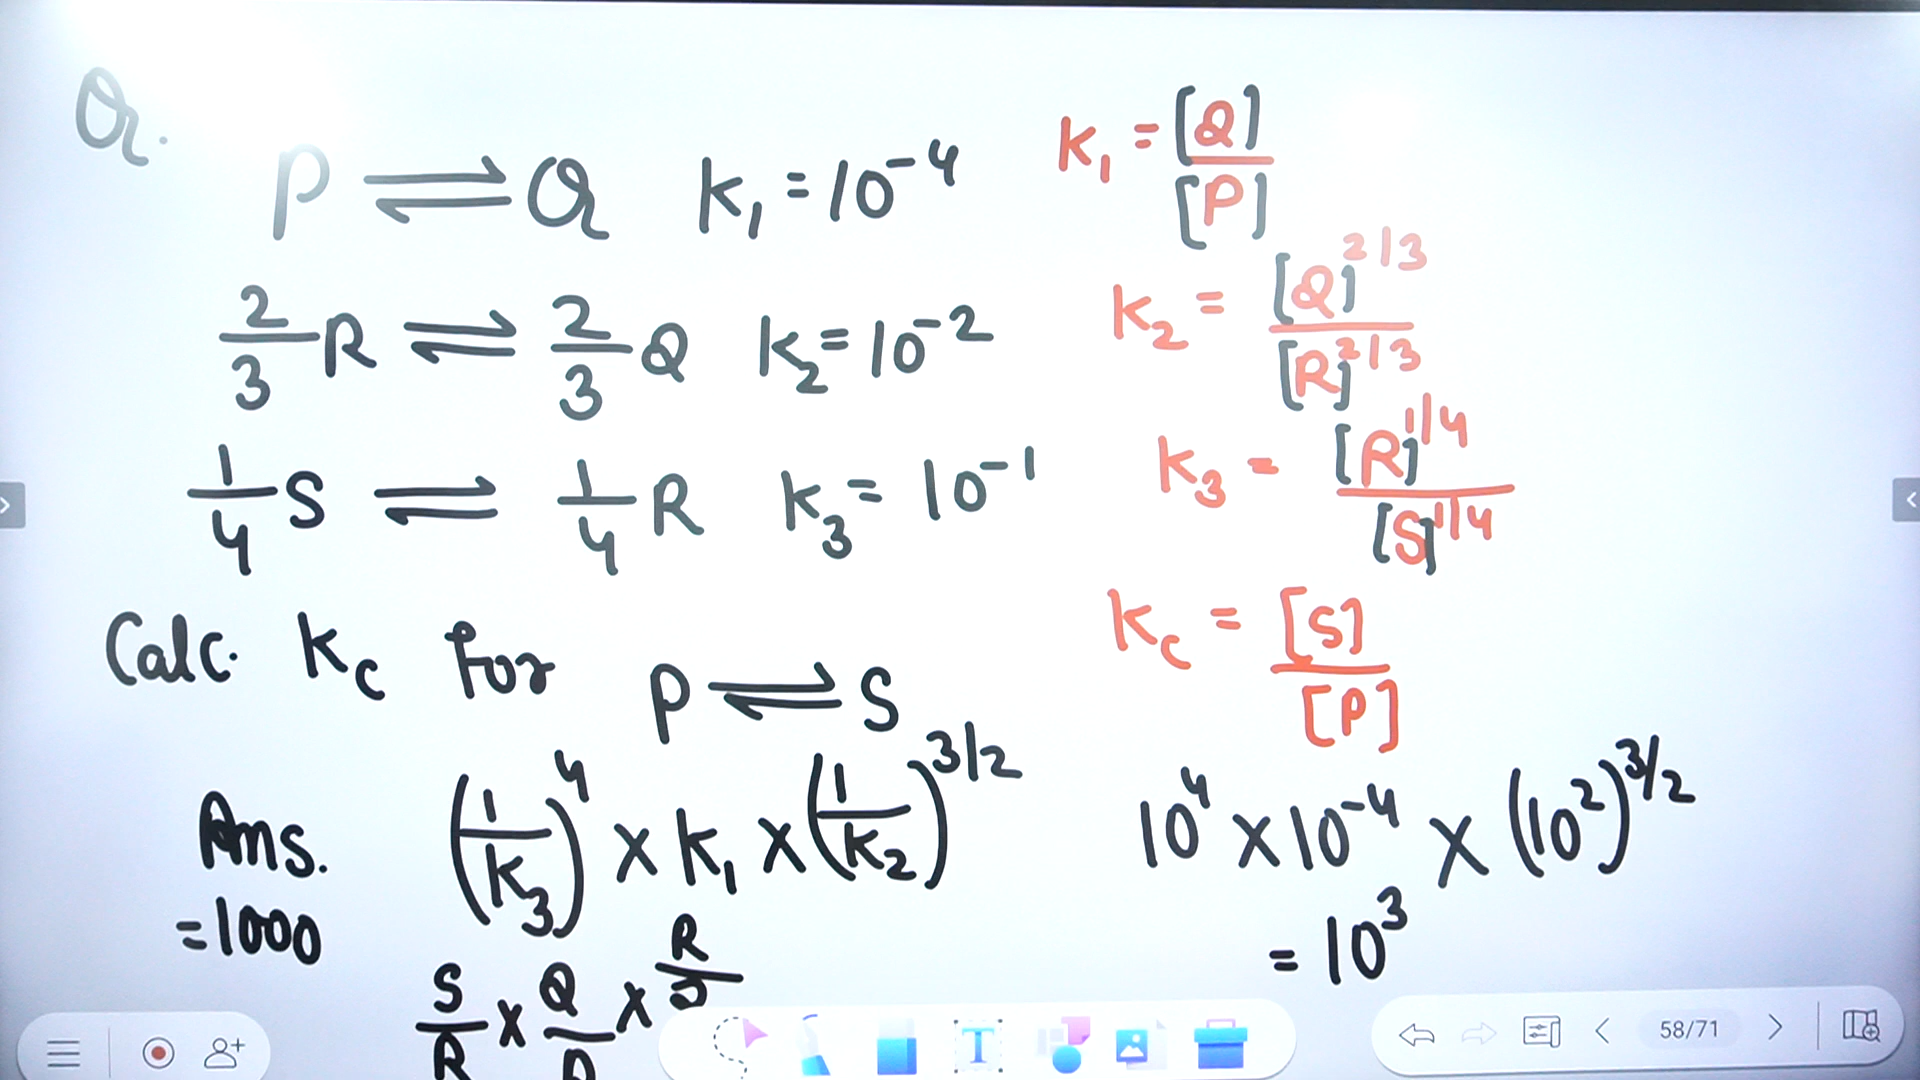 Q.
P ⇌ Q K₁ = 10⁻⁴
K₁ = [Q] / [P]
2/3 R ⇌ 2/3 Q K₂ = 10⁻²
K₂ = [Q]^2/3 / [R]^2/3
1/4 S ⇌ 1/4 R K₃ = 10⁻¹
K₃ = [R]^1/4 / [S]^1/4
Calc. Kc for P ⇌ S
Kc = [S] / [P]
Ans. = 1000
(1/K₃)⁴ × K₁ × (1/K₂)^3/2
10⁴ × 10⁻⁴ × (10²)^3/2
= 10³
S/R × Q/ × R/
T
58/71